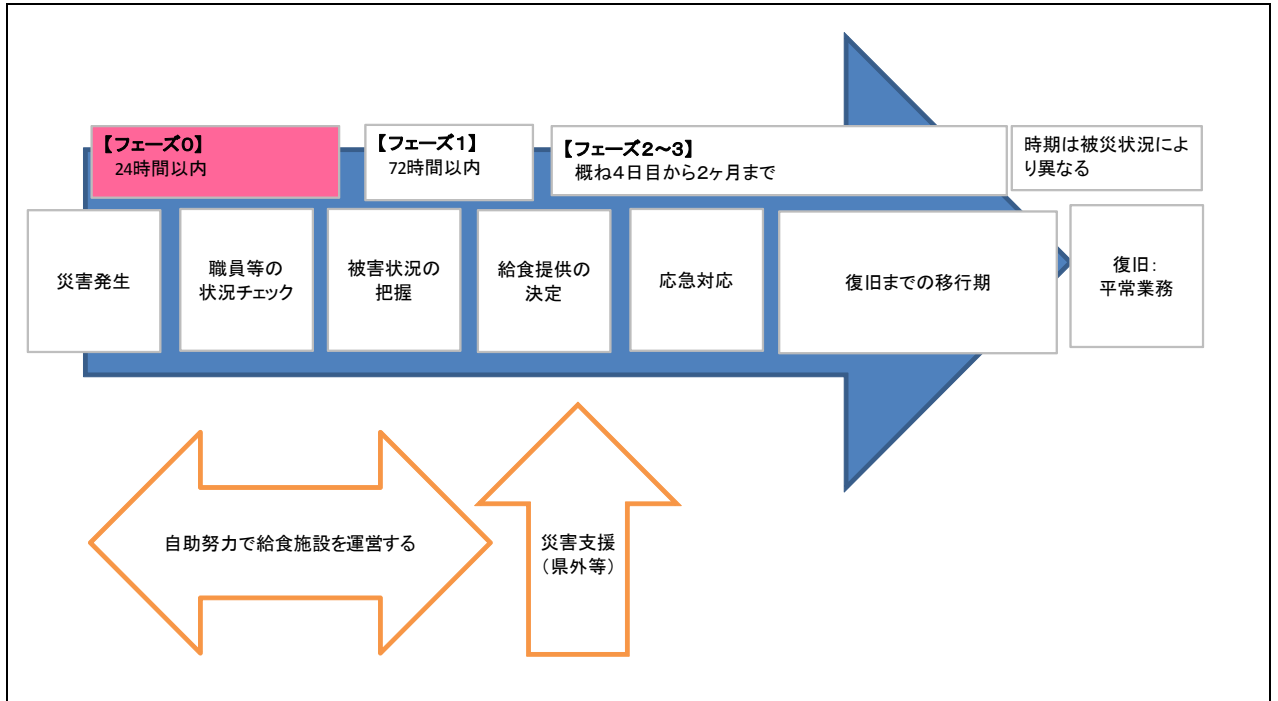 【フェーズ０】
24時間以内
【フェーズ１】
72時間以内
【フェーズ２～３】
概ね４日目から２ヶ月まで
時期は被災状況によ
り異なる
災害発生
職員等の
状況チェック
被害状況の
把握
給食提供の
決定
応急対応
復旧までの移行期
復旧：
平常業務
自助努力で給食施設を運営する
災害支援
（県外等）